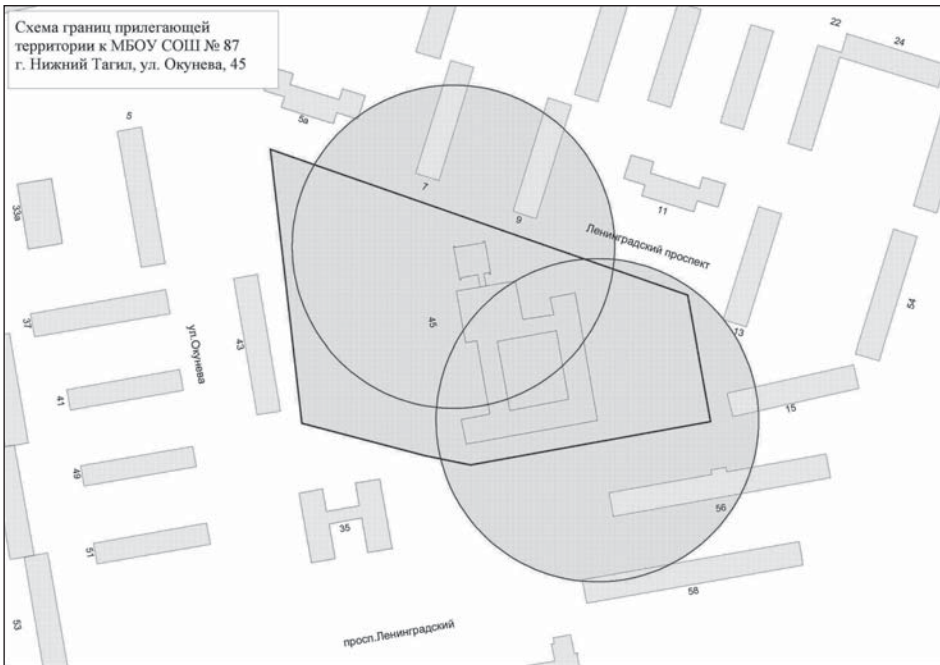 Схема границ прилегающей
территории к МБОУ СОШ № 87
г. Нижний Тагил, ул. Окунева, 45
22
24
5
5а
7
9
11
33а
Ленинградский проспект
54
37
ул.Окунева
43
45
13
41
15
49
35
56
51
58
53
просп.Ленинградский